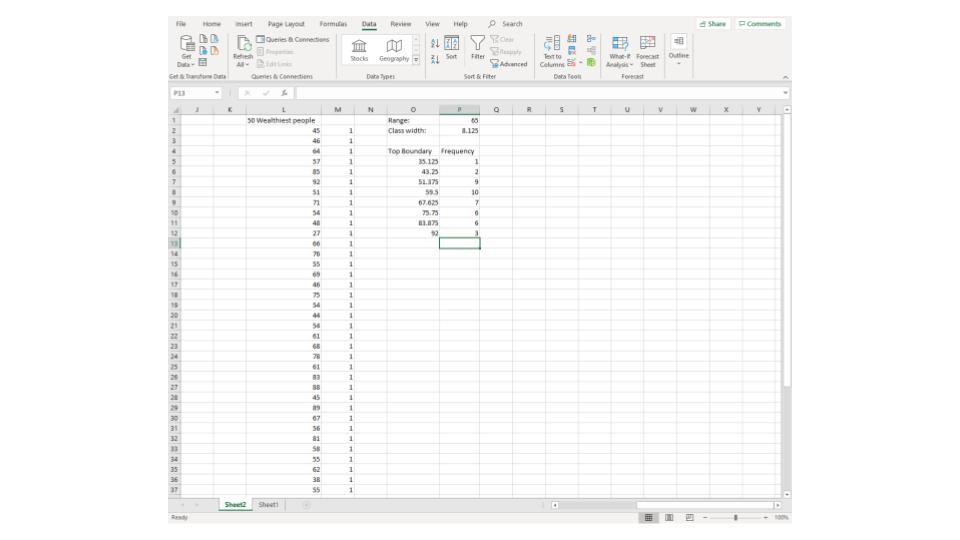 File Home Insert Page Layout Formulas Data Review View Help Search Share Comments
Queries & Connections Clear
Properties Reapply
Get Data Refresh All Edit Links Stocks Geography Sort Filter Advanced Text to Columns What-If Analysis Forecast Sheet Outline
Get & Transform Data Queries & Connections Data Types Sort & Filter Data Tools Forecast
P13 fx
J K L M N O P Q R S T U V W X Y
1 50 Wealthiest people Range: 65
2 45 1 Class width: 8.125
3 46 1
4 64 1 Top Boundary Frequency
5 57 1 35.125 1
6 85 1 43.25 2
7 92 1 51.375 9
8 51 1 59.5 10
9 71 1 67.625 7
10 54 1 75.75 6
11 48 1 83.875 6
12 27 1 92 3
13 66 1
14 76 1
15 55 1
16 69 1
17 46 1
18 75 1
19 54 1
20 44 1
21 54 1
22 61 1
23 68 1
24 78 1
25 61 1
26 83 1
27 88 1
28 45 1
29 89 1
30 67 1
31 56 1
32 81 1
33 58 1
34 55 1
35 62 1
36 38 1
37 55 1
Sheet2 Sheet1
Ready 100%